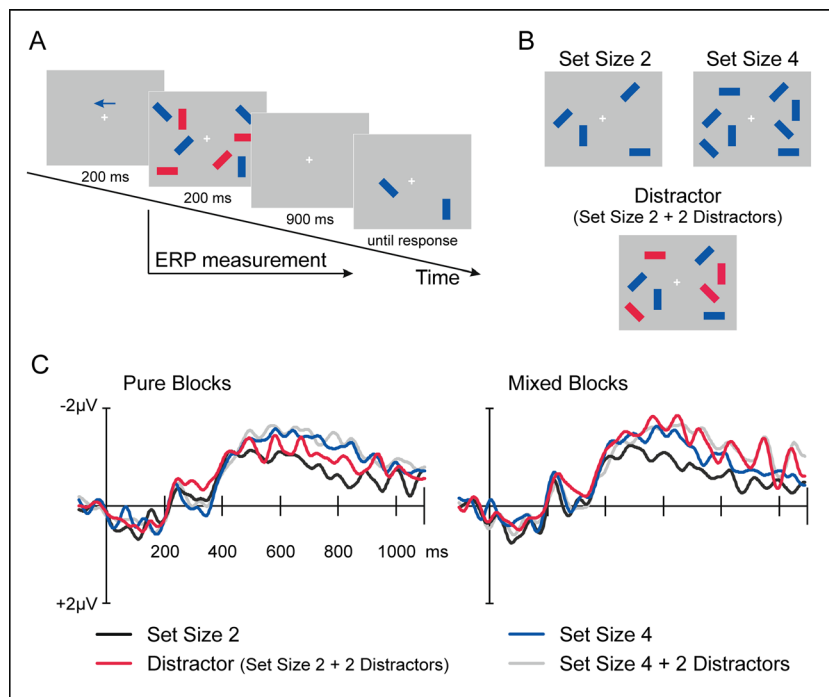 A
200 ms
200 ms
900 ms
until response
ERP measurement
Time
B
Set Size 2
Set Size 4
Distractor
(Set Size 2 + 2 Distractors)
C
Pure Blocks
Mixed Blocks
-2µV
200 400 600 800 1000 ms
+2µV
Set Size 2
Distractor (Set Size 2 + 2 Distractors)
Set Size 4
Set Size 4 + 2 Distractors